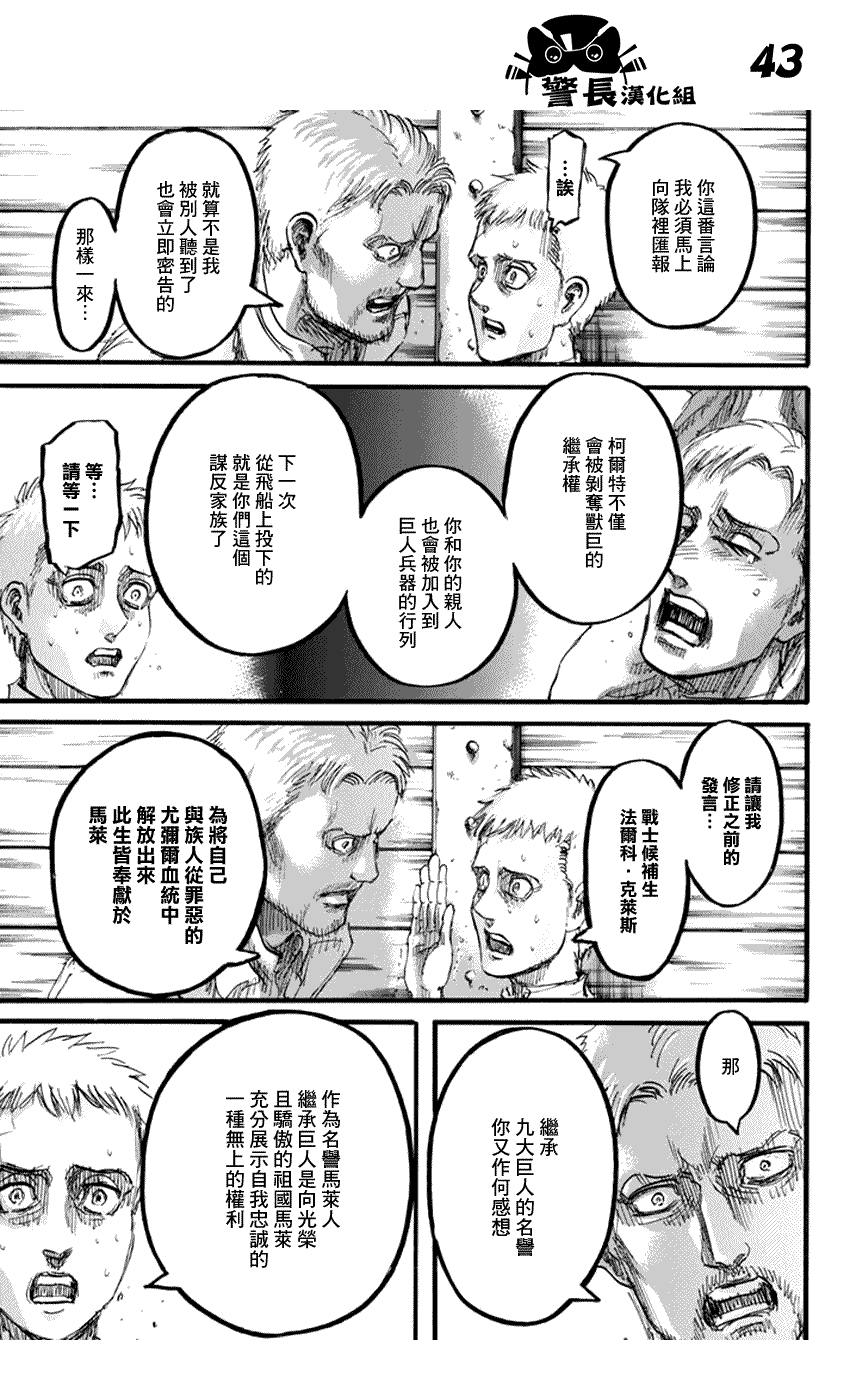 警長漢化組
43
你這番言論
我必須馬上
向隊裡匯報
…誒
就算不是我
被別人聽到了
也會立即密告的
那樣一來…
柯爾特不僅
會被剝奪獸巨的
繼承權
你和你的親人
也會被加入到
巨人兵器的行列
下一次
從飛船上投下的
就是你們這個
謀反家族了
等…
請等一下
請讓我
修正之前的
發言…
戰士候補生
法爾科．克萊斯
為將自己
與族人從罪惡的
尤彌爾血統中
解放出來
此生皆奉獻於
馬萊
那
繼承
九大巨人的名譽
你又作何感想
作為名譽馬萊人
繼承巨人是向光榮
且驕傲的祖國馬萊
充分展示自我忠誠的
一種無上的權利